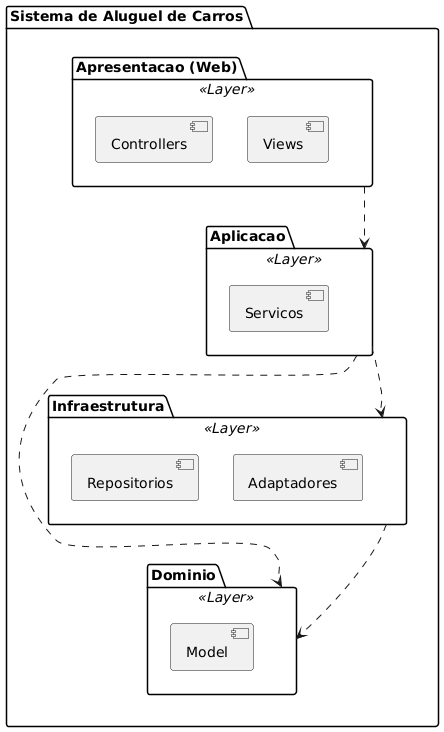 Sistema de Aluguel de Carros
Apresentacao (Web)
«Layer»
Controllers
Views
Aplicacao
«Layer»
Servicos
Infraestrutura
«Layer»
Repositorios
Adaptadores
Dominio
«Layer»
Model